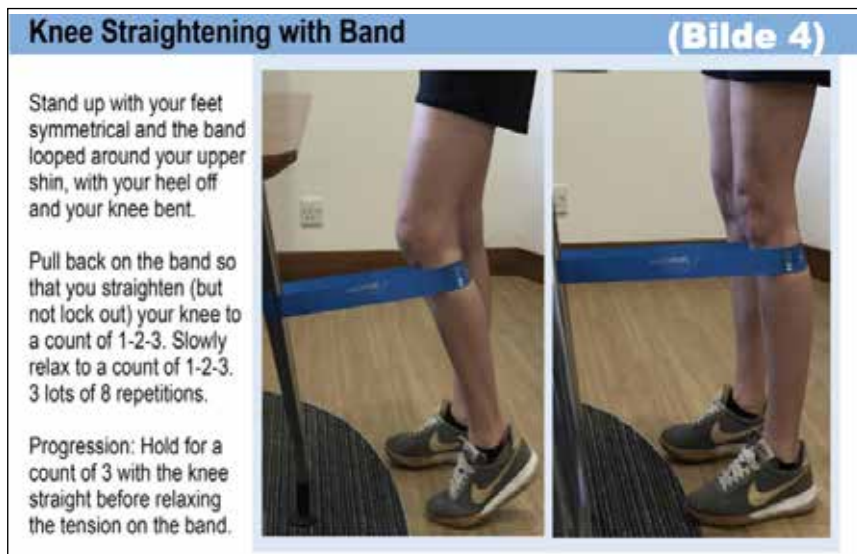 Knee Straightening with Band
(Bilde 4)
Stand up with your feet
symmetrical and the band
looped around your upper
shin, with your heel off
and your knee bent.
Pull back on the band so
that you straighten (but
not lock out) your knee to
a count of 1-2-3. Slowly
relax to a count of 1-2-3.
3 lots of 8 repetitions.
Progression: Hold for a
count of 3 with the knee
straight before relaxing
the tension on the band.